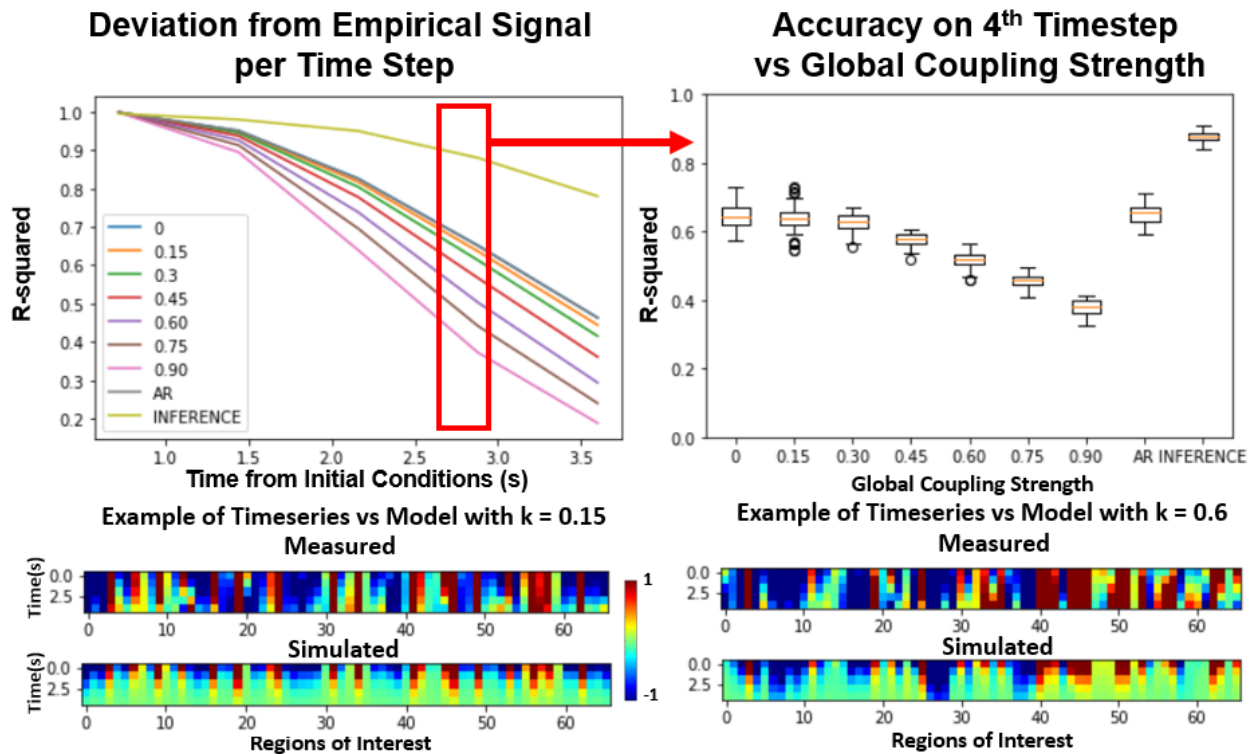 Deviation from Empirical Signal
per Time Step
R-squared
1.0
0.9
0.8
0.7
0.6
0.5
0.4
0.3
0.2
0
0.15
0.3
0.45
0.60
0.75
0.90
AR
INFERENCE
1.0 1.5 2.0 2.5 3.0 3.5
Time from Initial Conditions (s)
Accuracy on 4th Timestep
vs Global Coupling Strength
R-squared
1.0
0.8
0.6
0.4
0.2
0.0
0 0.15 0.30 0.45 0.60 0.75 0.90 AR INFERENCE
Global Coupling Strength
Example of Timeseries vs Model with k = 0.15
Measured
Time(s)
0.0
2.5
0 10 20 30 40 50 60
1
-1
Simulated
Time(s)
0.0
2.5
0 10 20 30 40 50 60
Regions of Interest
Example of Timeseries vs Model with k = 0.6
Measured
0.0
2.5
0 10 20 30 40 50 60
Simulated
0.0
2.5
0 10 20 30 40 50 60
Regions of Interest